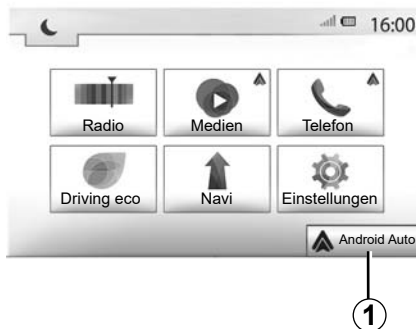 16:00
Radio
Medien
Telefon
Driving eco
Navi
Einstellungen
Android Auto
1